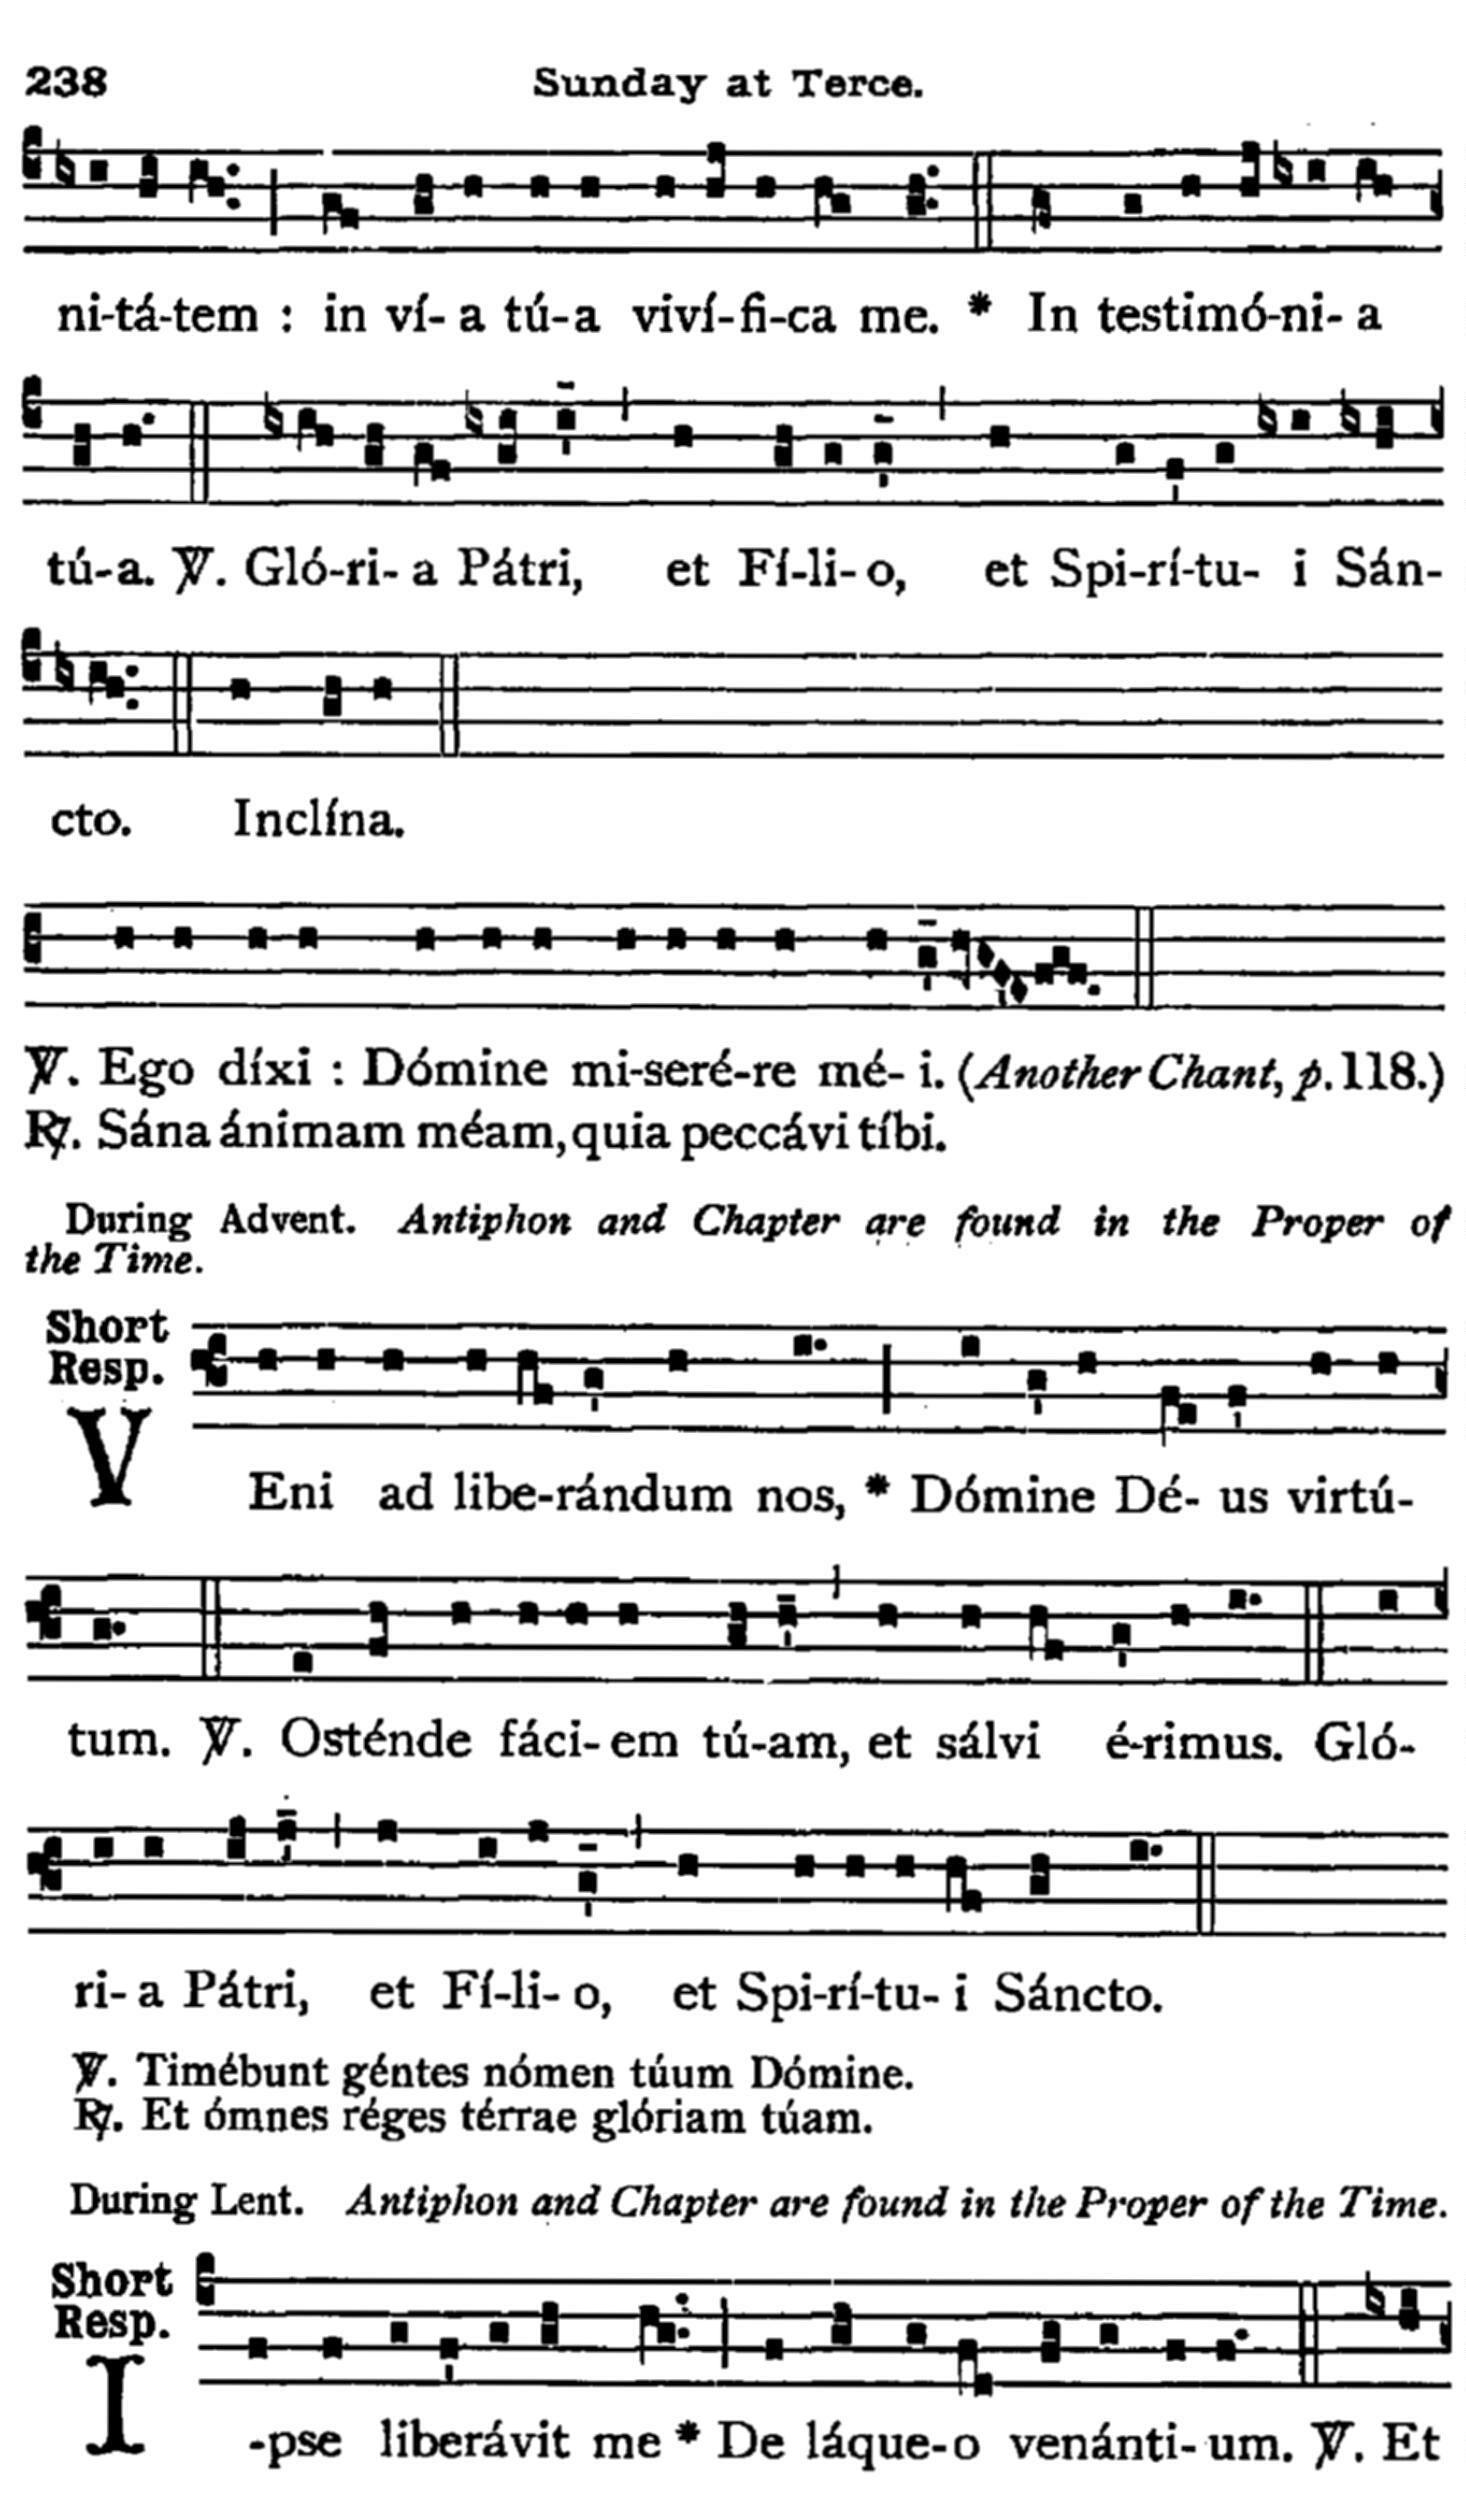 238 Sunday at Terce.
ni-tá-tem : in ví- a tú-a viví-fi-ca me. * In testimó-ni- a
tú-a. ℣. Gló-ri- a Pátri, et Fí-li- o, et Spi-rí-tu- i Sán-
cto. Inclína.
℣. Ego díxi : Dómine mi-seré-re mé- i. (Another Chant, p. 118.)
℟. Sána ánimam méam, quia peccávi tíbi.
During Advent. Antiphon and Chapter are found in the Proper of
the Time.
Short
Resp.
VEni ad libe-rándum nos, * Dómine Dé- us virtú-
tum. ℣. Osténde fáci- em tú-am, et sálvi é-rimus. Gló-
ri- a Pátri, et Fí-li- o, et Spi-rí-tu- i Sáncto.
℣. Timébunt géntes nómen túum Dómine.
℟. Et ómnes réges térrae glóriam túam.
During Lent. Antiphon and Chapter are found in the Proper of the Time.
Short
Resp.
I-pse liberávit me * De láque- o venánti- um. ℣. Et